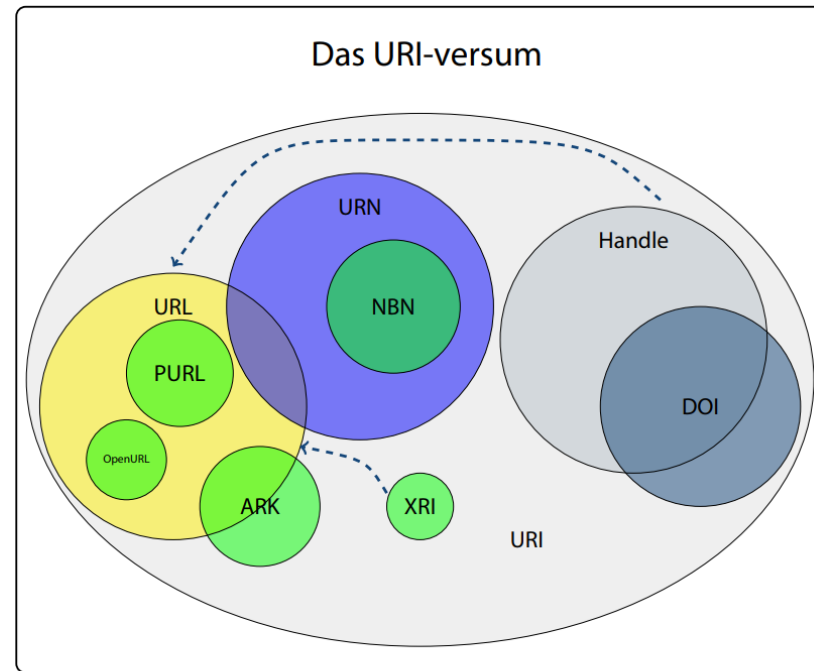 Das URI-versum
URN
Handle
URL
NBN
PURL
DOI
OpenURL
ARK
XRI
URI